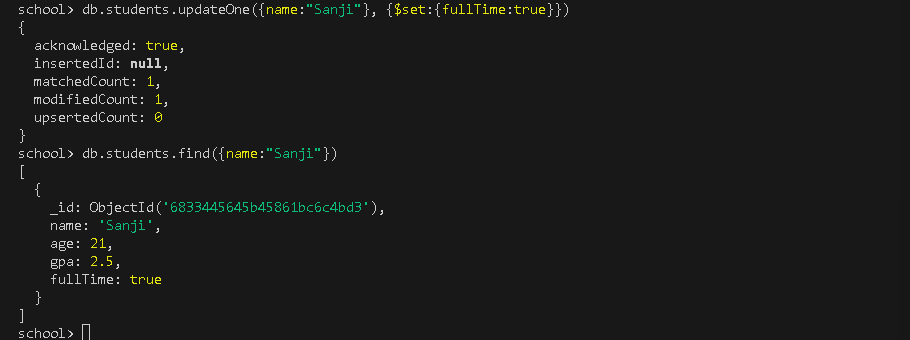 school> db.students.updateOne({name:"Sanji"}, {$set:{fullTime:true}})
{
  acknowledged: true,
  insertedId: null,
  matchedCount: 1,
  modifiedCount: 1,
  upsertedCount: 0
}
school> db.students.find({name:"Sanji"})
[
  {
    _id: ObjectId('6833445645b45861bc6c4bd3'),
    name: 'Sanji',
    age: 21,
    gpa: 2.5,
    fullTime: true
  }
]
school>